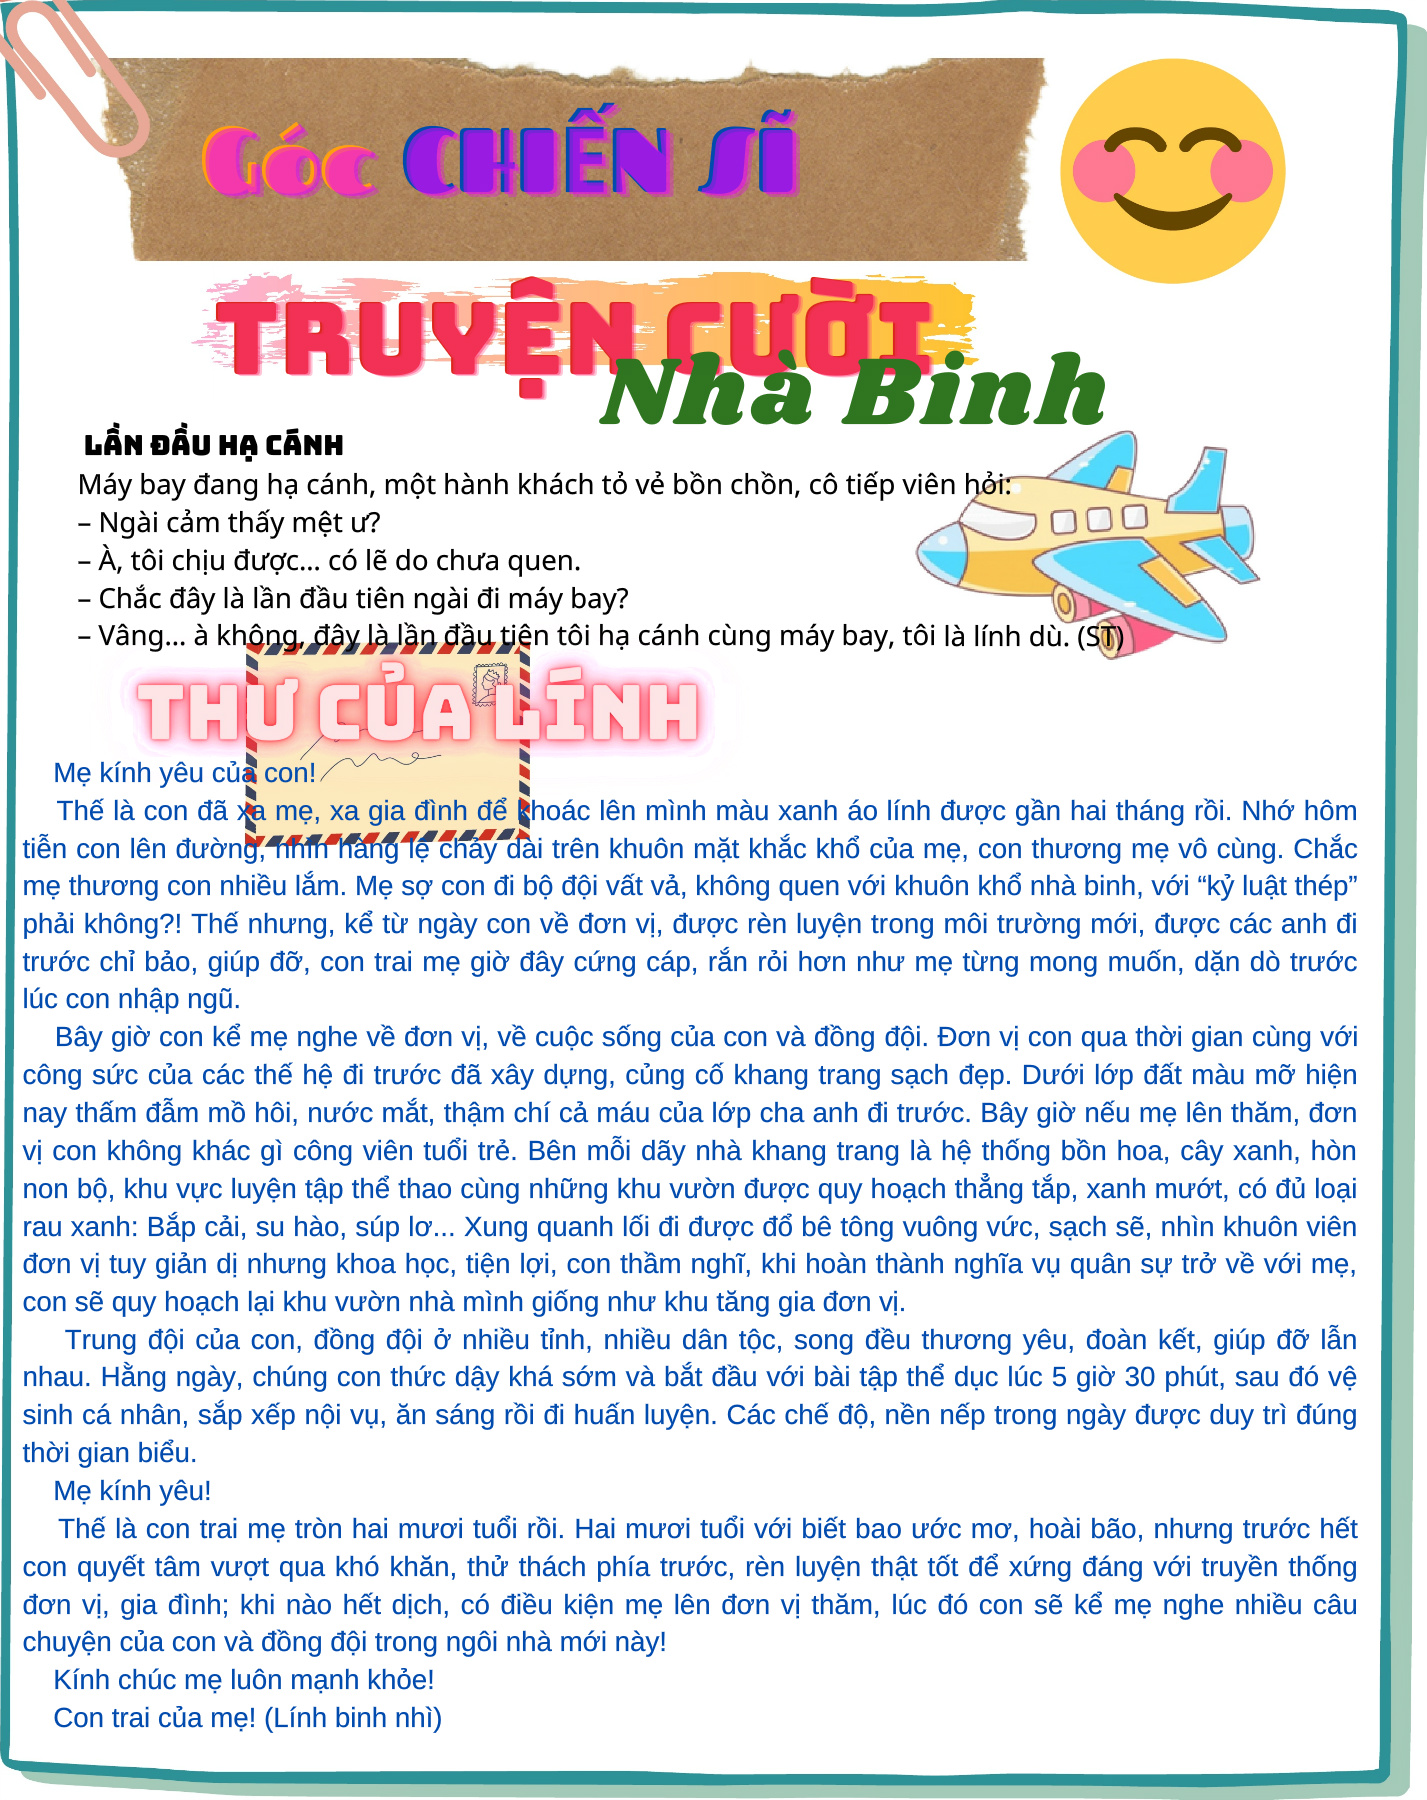 Góc CHIẾN SĨ
TRUYỆN CƯỜI
Nhà Binh
LẦN ĐẦU HẠ CÁNH
Máy bay đang hạ cánh, một hành khách tỏ vẻ bồn chồn, cô tiếp viên hỏi:
– Ngài cảm thấy mệt ư?
– À, tôi chịu được... có lẽ do chưa quen.
– Chắc đây là lần đầu tiên ngài đi máy bay?
– Vâng... à không, đây là lần đầu tiên tôi hạ cánh cùng máy bay, tôi là lính dù. (ST)
THƯ CỦA LÍNH
Mẹ kính yêu của con!
Thế là con đã xa mẹ, xa gia đình để khoác lên mình màu xanh áo lính được gần hai tháng rồi. Nhớ hôm
tiễn con lên đường, nhìn hàng lệ chảy dài trên khuôn mặt khắc khổ của mẹ, con thương mẹ vô cùng. Chắc
mẹ thương con nhiều lắm. Mẹ sợ con đi bộ đội vất vả, không quen với khuôn khổ nhà binh, với “kỷ luật thép”
phải không?! Thế nhưng, kể từ ngày con về đơn vị, được rèn luyện trong môi trường mới, được các anh đi
trước chỉ bảo, giúp đỡ, con trai mẹ giờ đây cứng cáp, rắn rỏi hơn như mẹ từng mong muốn, dặn dò trước
lúc con nhập ngũ.
Bây giờ con kể mẹ nghe về đơn vị, về cuộc sống của con và đồng đội. Đơn vị con qua thời gian cùng với
công sức của các thế hệ đi trước đã xây dựng, củng cố khang trang sạch đẹp. Dưới lớp đất màu mỡ hiện
nay thấm đẫm mồ hôi, nước mắt, thậm chí cả máu của lớp cha anh đi trước. Bây giờ nếu mẹ lên thăm, đơn
vị con không khác gì công viên tuổi trẻ. Bên mỗi dãy nhà khang trang là hệ thống bồn hoa, cây xanh, hòn
non bộ, khu vực luyện tập thể thao cùng những khu vườn được quy hoạch thẳng tắp, xanh mướt, có đủ loại
rau xanh: Bắp cải, su hào, súp lơ... Xung quanh lối đi được đổ bê tông vuông vức, sạch sẽ, nhìn khuôn viên
đơn vị tuy giản dị nhưng khoa học, tiện lợi, con thầm nghĩ, khi hoàn thành nghĩa vụ quân sự trở về với mẹ,
con sẽ quy hoạch lại khu vườn nhà mình giống như khu tăng gia đơn vị.
Trung đội của con, đồng đội ở nhiều tỉnh, nhiều dân tộc, song đều thương yêu, đoàn kết, giúp đỡ lẫn
nhau. Hằng ngày, chúng con thức dậy khá sớm và bắt đầu với bài tập thể dục lúc 5 giờ 30 phút, sau đó vệ
sinh cá nhân, sắp xếp nội vụ, ăn sáng rồi đi huấn luyện. Các chế độ, nền nếp trong ngày được duy trì đúng
thời gian biểu.
Mẹ kính yêu!
Thế là con trai mẹ tròn hai mươi tuổi rồi. Hai mươi tuổi với biết bao ước mơ, hoài bão, nhưng trước hết
con quyết tâm vượt qua khó khăn, thử thách phía trước, rèn luyện thật tốt để xứng đáng với truyền thống
đơn vị, gia đình; khi nào hết dịch, có điều kiện mẹ lên đơn vị thăm, lúc đó con sẽ kể mẹ nghe nhiều câu
chuyện của con và đồng đội trong ngôi nhà mới này!
Kính chúc mẹ luôn mạnh khỏe!
Con trai của mẹ! (Lính binh nhì)